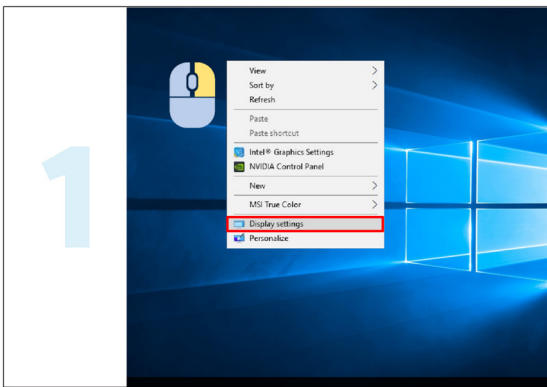 1
View
Sort by
Refresh
Paste
Paste shortcut
Intel® Graphics Settings
NVIDIA Control Panel
New
MSI True Color
Display settings
Personalize